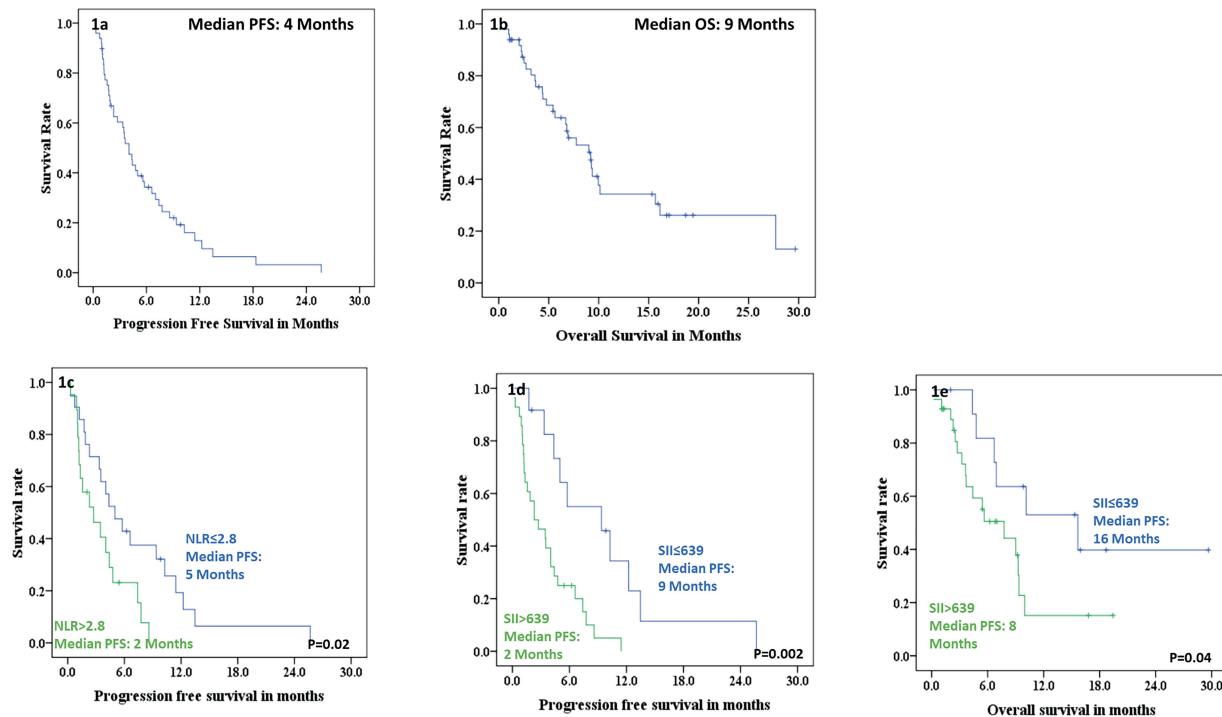 1a
Median PFS: 4 Months
1.0
0.8
0.6
0.4
0.2
0.0
Survival Rate
0.0 6.0 12.0 18.0 24.0 30.0
Progression Free Survival in Months
1b
Median OS: 9 Months
1.0
0.8
0.6
0.4
0.2
0.0
Survival Rate
0.0 5.0 10.0 15.0 20.0 25.0 30.0
Overall Survival in Months
1c
1.0
0.8
0.6
0.4
0.2
0.0
Survival rate
NLR≤2.8
Median PFS:
5 Months
NLR>2.8
Median PFS: 2 Months
P=0.02
0.0 6.0 12.0 18.0 24.0 30.0
Progression free survival in months
1d
1.0
0.8
0.6
0.4
0.2
0.0
Survival rate
SII≤639
Median PFS:
9 Months
SII>639
Median PFS:
2 Months
P=0.002
0.0 6.0 12.0 18.0 24.0 30.0
Progression free survival in months
1e
1.0
0.8
0.6
0.4
0.2
0.0
Survival rate
SII≤639
Median PFS:
16 Months
SII>639
Median PFS: 8
Months
P=0.04
0.0 6.0 12.0 18.0 24.0 30.0
Overall survival in months